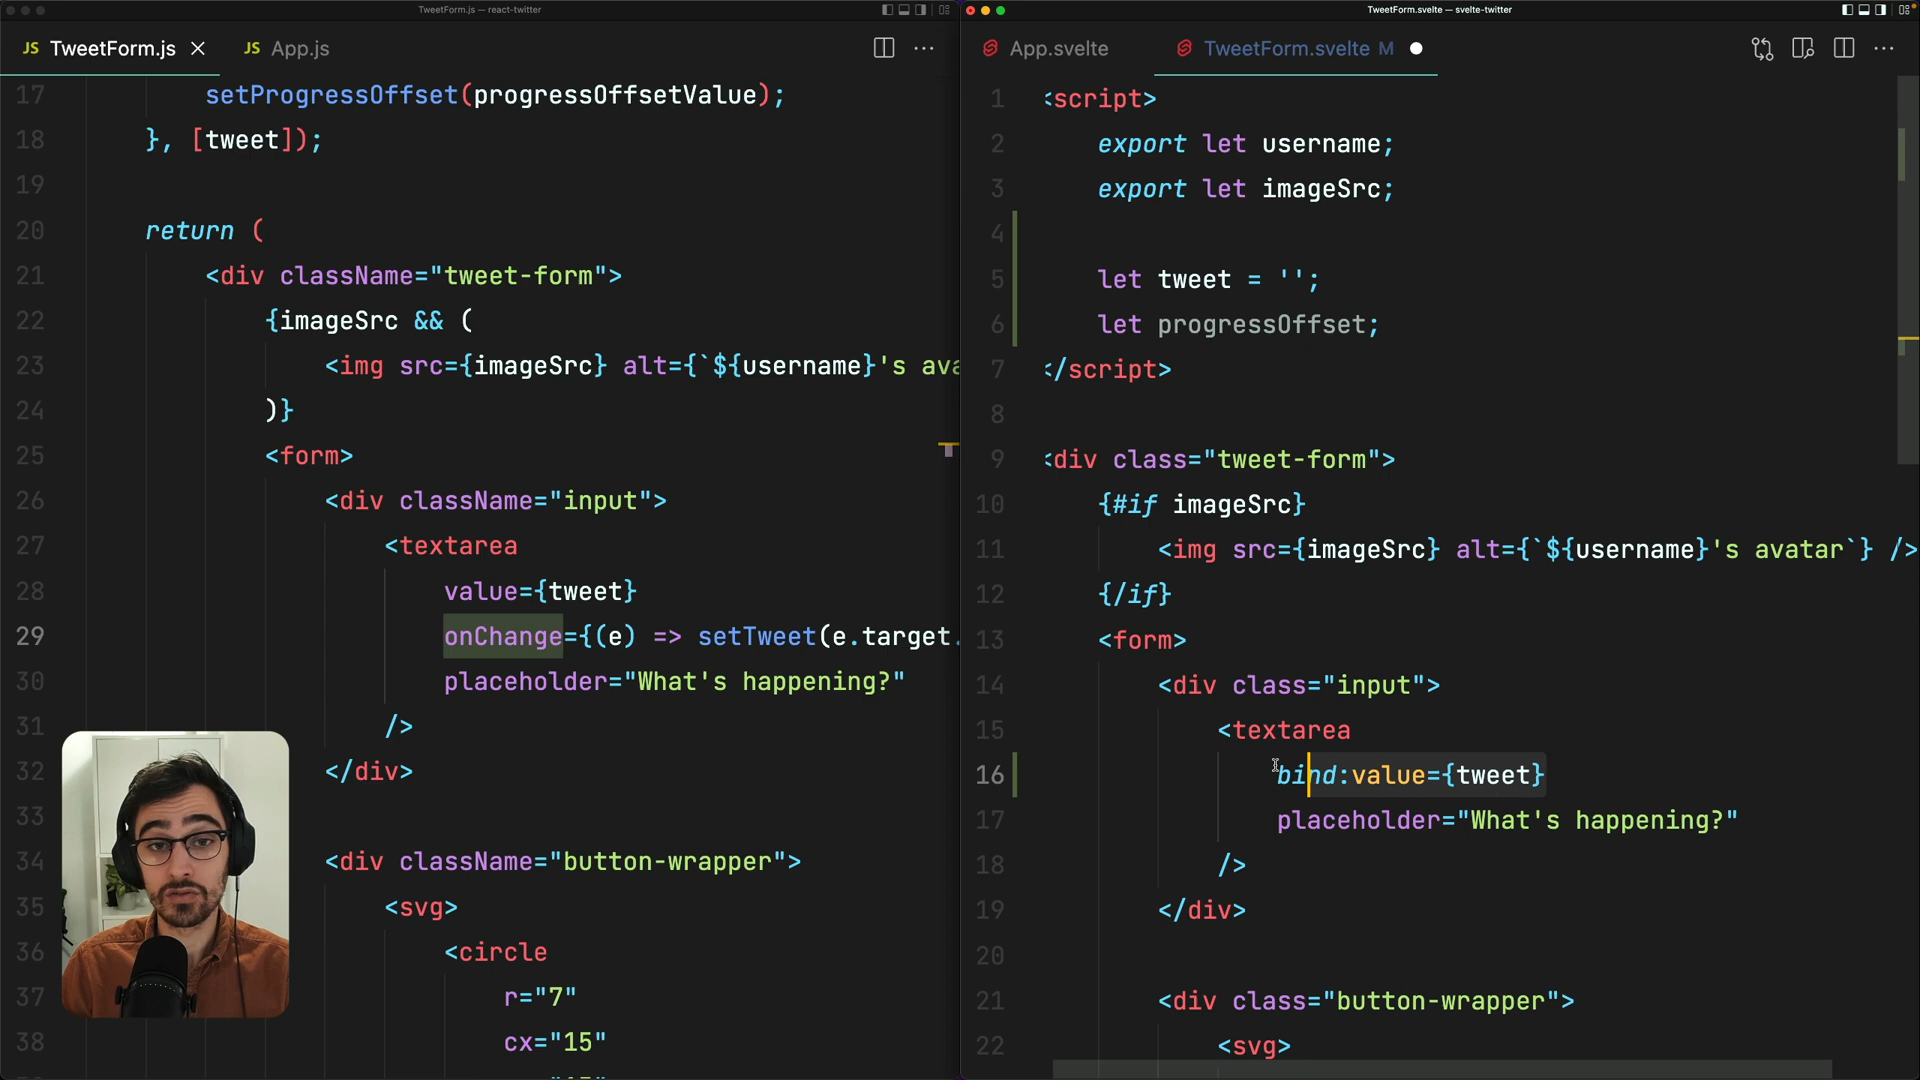 TweetForm.js — react-twitter
JS TweetForm.js
JS App.js
17 setProgressOffset(progressOffsetValue);
18 }, [tweet]);
19
20 return (
21 <div className="tweet-form">
22 {imageSrc && (
23 <img src={imageSrc} alt={`${username}'s ava
24 )}
25 <form>
26 <div className="input">
27 <textarea
28 value={tweet}
29 onChange={(e) => setTweet(e.target.
30 placeholder="What's happening?"
31 />
32 </div>
33
34 <div className="button-wrapper">
35 <svg>
36 <circle
37 r="7"
38 cx="15"
TweetForm.svelte — svelte-twitter
App.svelte
TweetForm.svelte M
1 <script>
2 export let username;
3 export let imageSrc;
4
5 let tweet = '';
6 let progressOffset;
7 </script>
8
9 <div class="tweet-form">
10 {#if imageSrc}
11 <img src={imageSrc} alt={`${username}'s avatar`} />
12 {/if}
13 <form>
14 <div class="input">
15 <textarea
16 bind:value={tweet}
17 placeholder="What's happening?"
18 />
19 </div>
20
21 <div class="button-wrapper">
22 <svg>